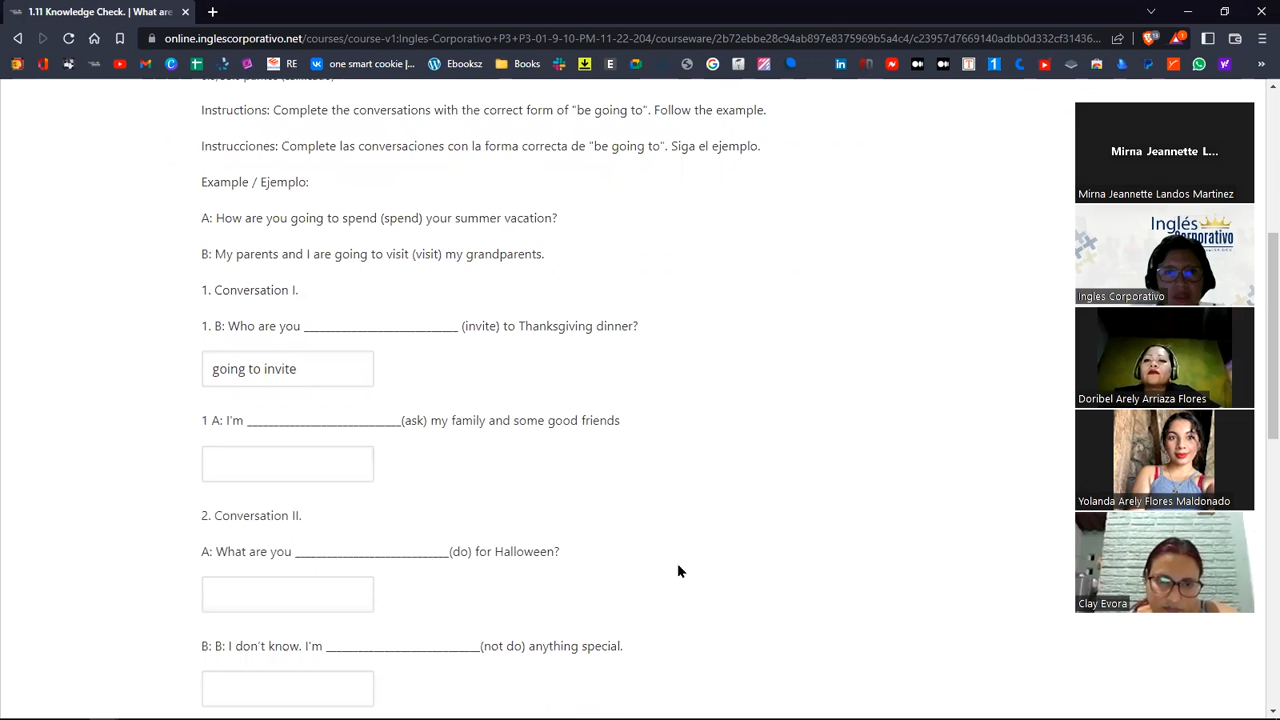 1.11 Knowledge Check. | What are
online.inglescorporativo.net/courses/course-v1:Ingles-Corporativo+P3+P3-01-9-10-PM-11-22-204/courseware/2b72ebbe28c94ab897e8375969b5a4c4/c23957d7669140adbb0d332cf31436...
RE
one smart cookie [...
Ebooksz
Books
Instructions: Complete the conversations with the correct form of "be going to". Follow the example.
Instrucciones: Complete las conversaciones con la forma correcta de "be going to". Siga el ejemplo.
Example / Ejemplo:
A: How are you going to spend (spend) your summer vacation?
B: My parents and I are going to visit (visit) my grandparents.
1. Conversation I.
1. B: Who are you __________________________ (invite) to Thanksgiving dinner?
going to invite
1 A: I'm __________________________(ask) my family and some good friends
2. Conversation II.
A: What are you __________________________(do) for Halloween?
B: B: I don't know. I'm __________________________(not do) anything special.
Mirna Jeannette L...
Mirna Jeannette Landos Martinez
Inglés
Corporativo
Ingles Corporativo
Doribel Arely Arriaza Flores
Yolanda Arely Flores Maldonado
Clay Evora